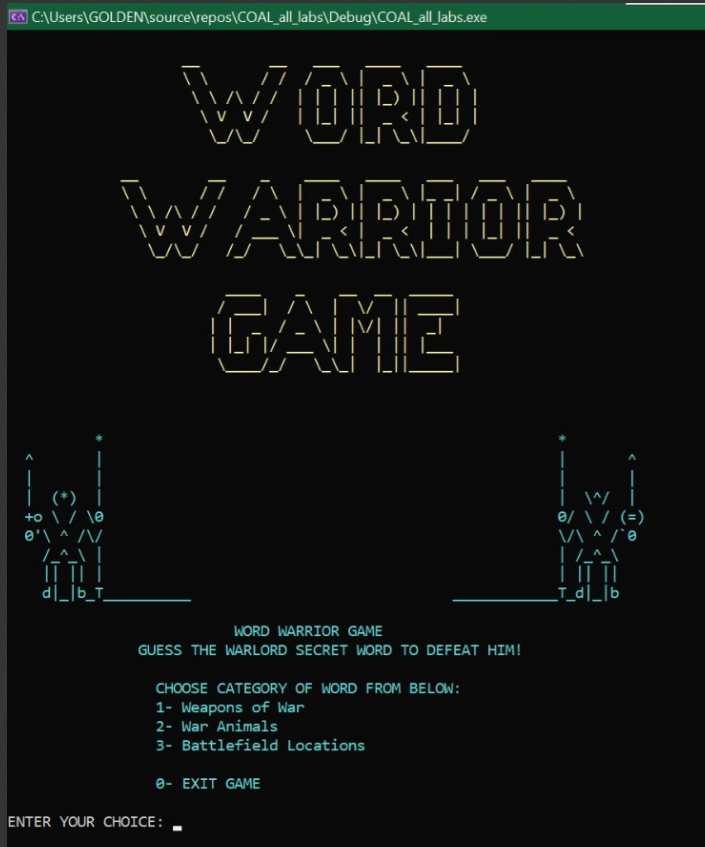 C:\Users\GOLDEN\source\repos\COAL_all_labs\Debug\COAL_all_labs.exe
WORD
WARRIOR
GAME
WORD WARRIOR GAME
GUESS THE WARLORD SECRET WORD TO DEFEAT HIM!
CHOOSE CATEGORY OF WORD FROM BELOW:
1- Weapons of War
2- War Animals
3- Battlefield Locations
0- EXIT GAME
ENTER YOUR CHOICE: